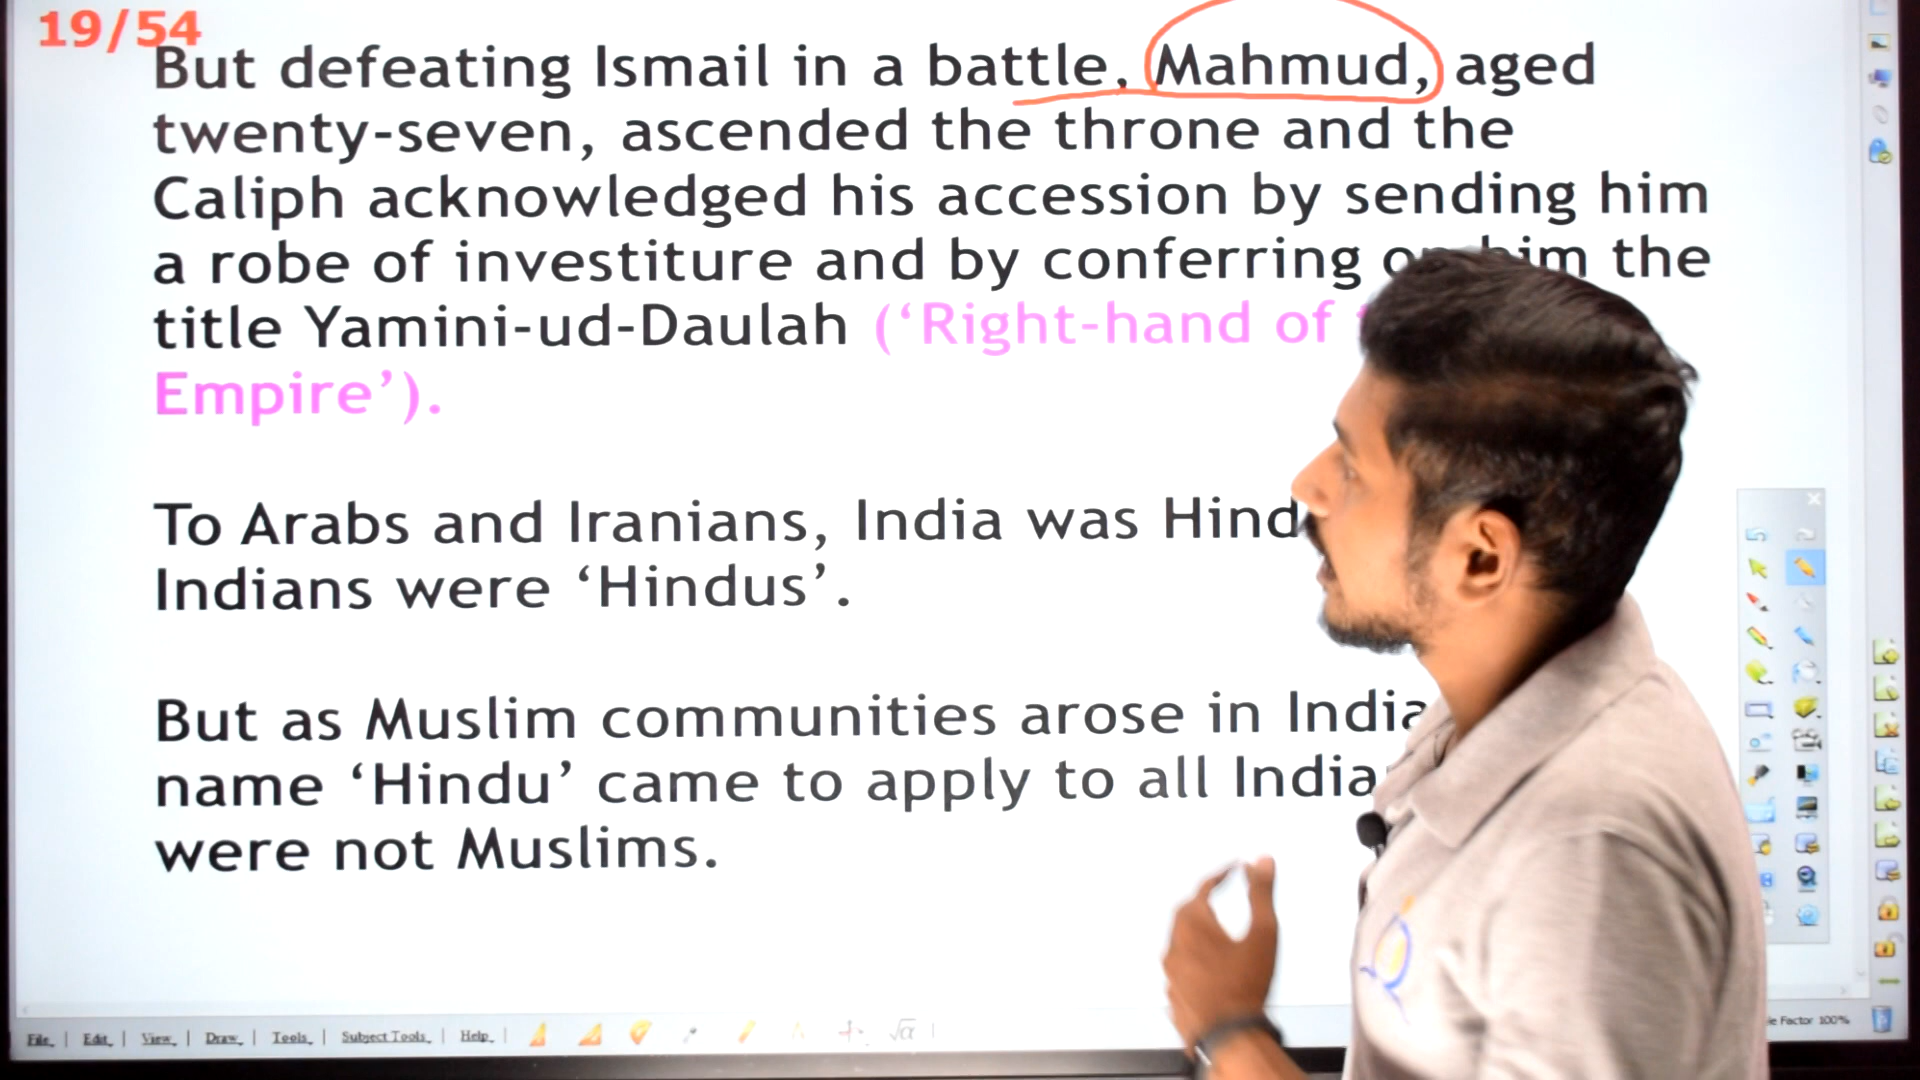 19/54
But defeating Ismail in a battle, Mahmud, aged
twenty-seven, ascended the throne and the
Caliph acknowledged his accession by sending him
a robe of investiture and by conferring the
title Yamini-ud-Daulah (‘Right-hand of
Empire’).
To Arabs and Iranians, India was
Indians were ‘Hindus’.
But as Muslim communities arose in India
name ‘Hindu’ came to apply to all
were not Muslims.
File Edit View Draw Tools Subject Tools Help
Factor 100%